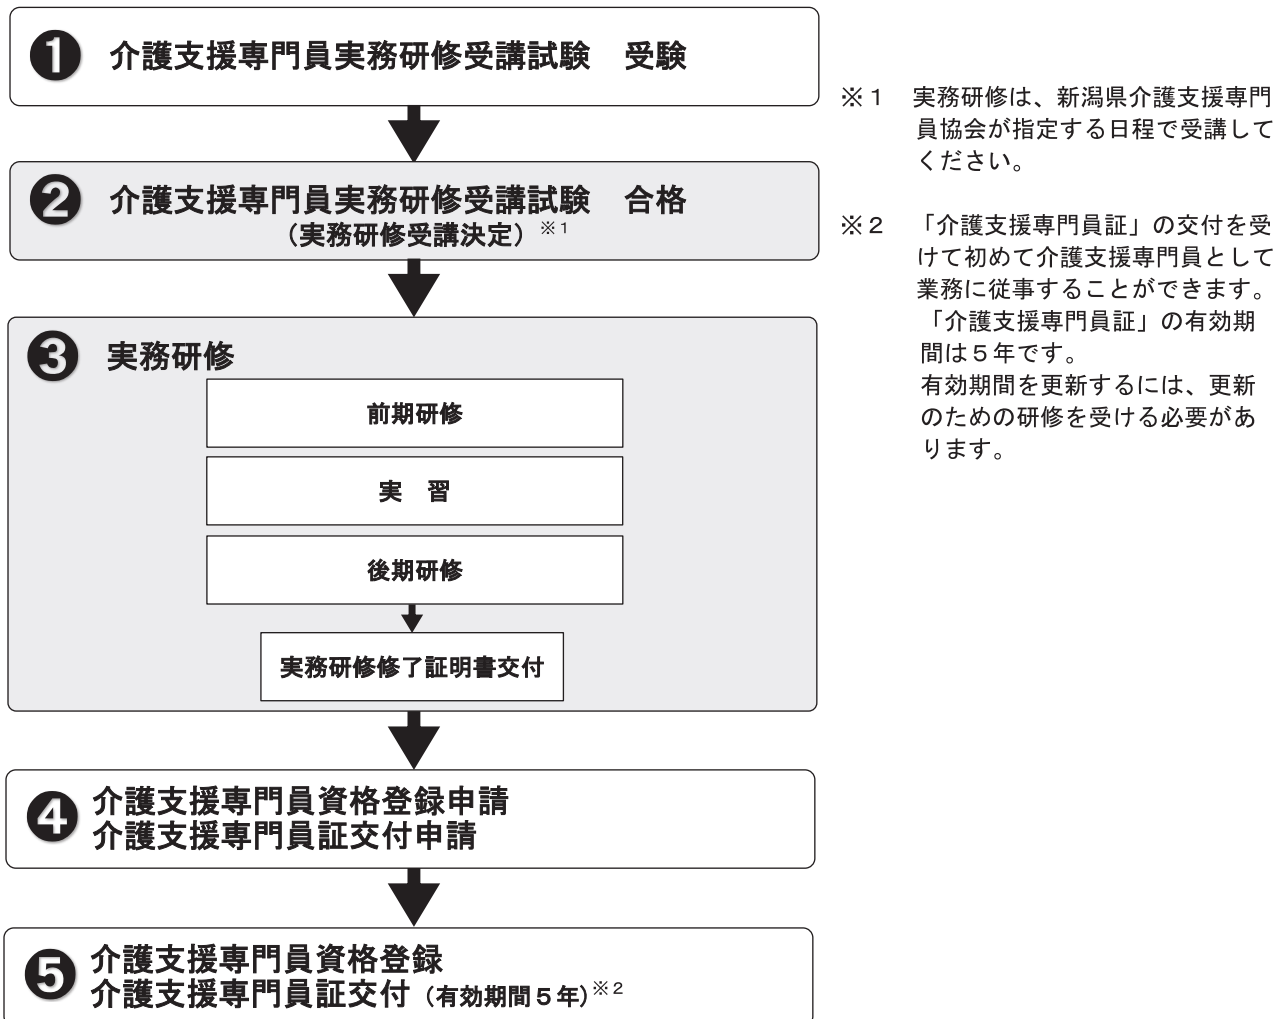 ❶ 介護支援専門員実務研修受講試験　受験
❷ 介護支援専門員実務研修受講試験　合格
（実務研修受講決定）※１
❸ 実務研修
前期研修
実　習
後期研修
実務研修修了証明書交付
❹ 介護支援専門員資格登録申請
介護支援専門員証交付申請
❺ 介護支援専門員資格登録
介護支援専門員証交付（有効期間５年）※２
※１　実務研修は、新潟県介護支援専門
員協会が指定する日程で受講して
ください。
※２　「介護支援専門員証」の交付を受
けて初めて介護支援専門員として
業務に従事することができます。
「介護支援専門員証」の有効期
間は５年です。
有効期間を更新するには、更新
のための研修を受ける必要があ
ります。